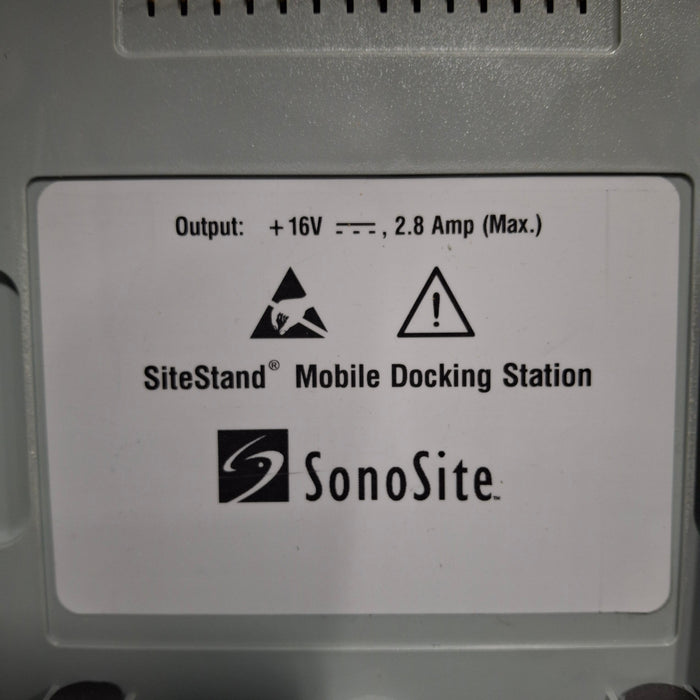 Output: +16V ⎓, 2.8 Amp (Max.)
SiteStand® Mobile Docking Station
SonoSite™